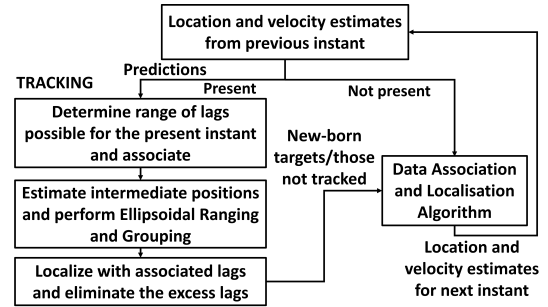 Location and velocity estimates
from previous instant
Predictions
TRACKING
Present
Not present
Determine range of lags
possible for the present instant
and associate
New-born
targets/those
not tracked
Data Association
and Localisation
Algorithm
Estimate intermediate positions
and perform Ellipsoidal Ranging
and Grouping
Localize with associated lags
and eliminate the excess lags
Location and
velocity estimates
for next instant